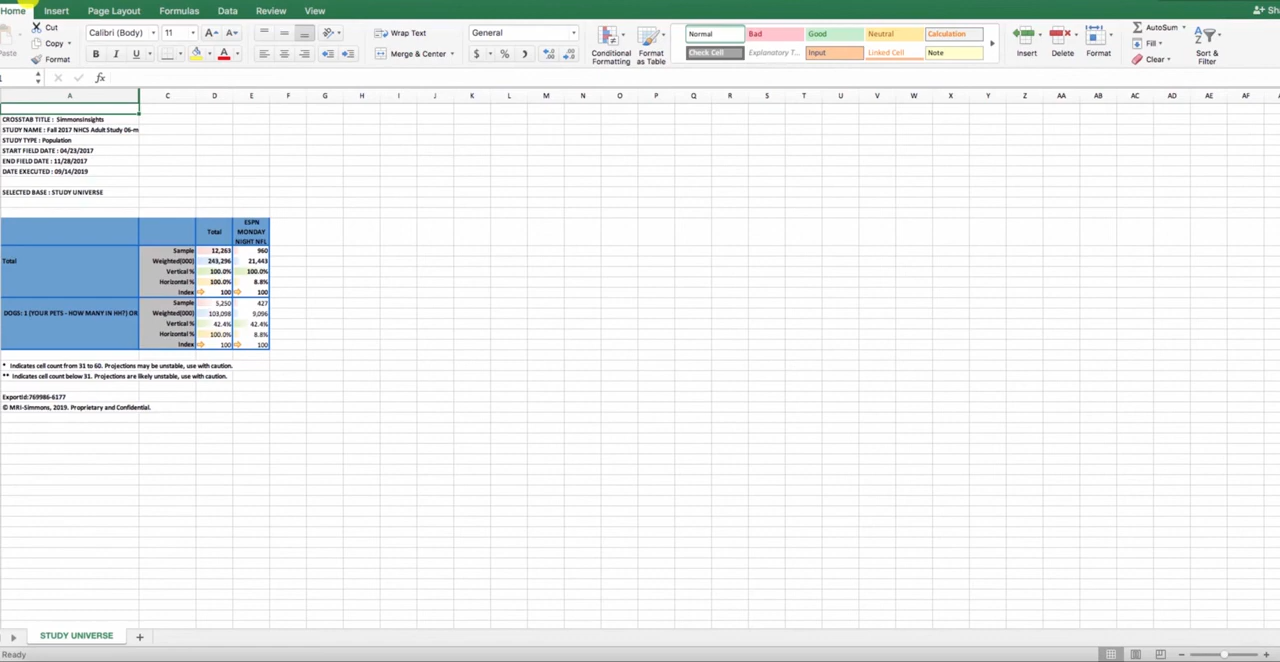 Home Insert Page Layout Formulas Data Review View
Cut Calibri (Body) 11 A A Wrap Text General Normal Bad Good Neutral Calculation AutoSum
Paste Copy Conditional Formatting Format as Table Insert Delete Format Fill Sort & Filter
Format B I U A Merge & Center $ % Check Cell Explanatory T... Input Linked Cell Note Clear
fx
A C D E F G H I J K L M N O P Q R S T U V W X Y Z AA AB AC AD AE AF
CROSSTAB TITLE : SimmonsInsights
STUDY NAME : Fall 2017 NHCS Adult Study 06-m
STUDY TYPE : Population
START FIELD DATE : 04/23/2017
END FIELD DATE : 11/28/2017
DATE EXECUTED : 09/14/2019
SELECTED BASE : STUDY UNIVERSE
Total ESPN MONDAY NIGHT NFL
Sample 12,263 960
Total Weighted(000) 243,296 21,443
Vertical % 100.0% 100.0%
Horizontal % 100.0% 8.8%
Index 100 100
Sample 5,250 427
DOGS: 1 (YOUR PETS - HOW MANY IN HH?) OR Weighted(000) 103,098 9,096
Vertical % 42.4% 42.4%
Horizontal % 100.0% 8.8%
Index 100 100
* Indicates cell count from 31 to 60. Projections may be unstable, use with caution.
** Indicates cell count below 31. Projections are likely unstable, use with caution.
ExportId:769986-6177
© MRI-Simmons, 2019. Proprietary and Confidential.
STUDY UNIVERSE +
Ready